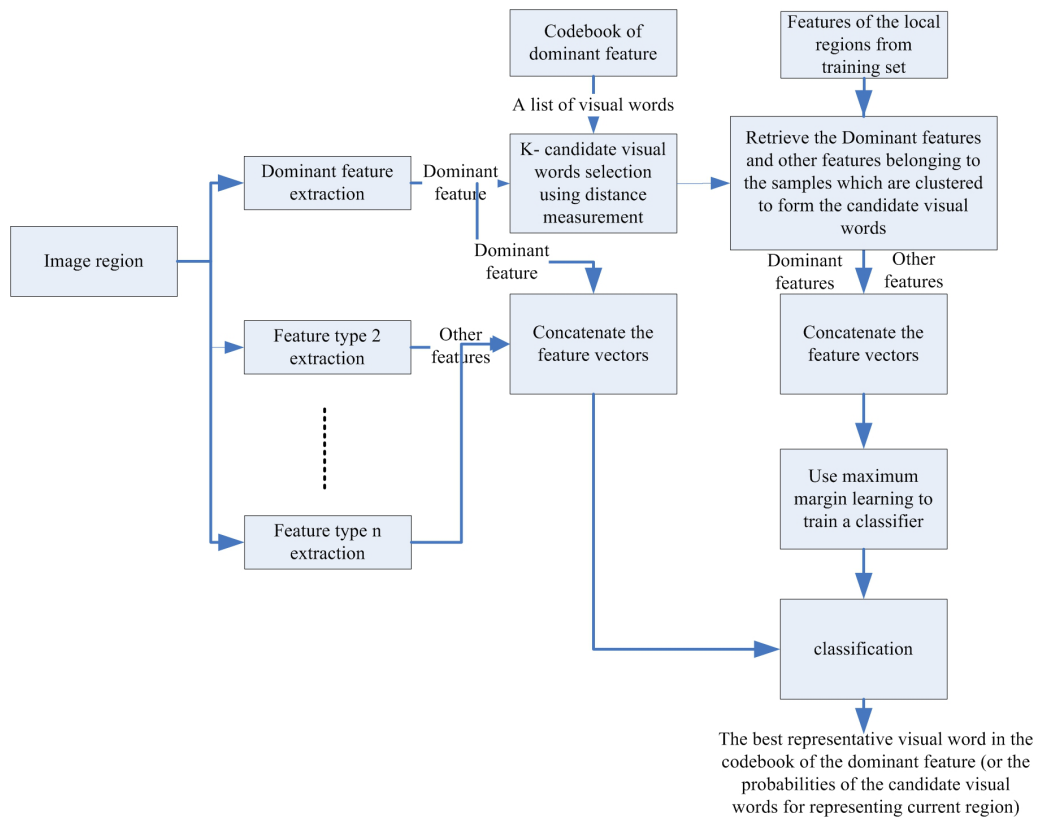 Codebook of
dominant feature
Features of the local
regions from
training set
A list of visual words
Dominant feature
extraction
Dominant
feature
K- candidate visual
words selection
using distance
measurement
Retrieve the Dominant features
and other features belonging to
the samples which are clustered
to form the candidate visual
words
Image region
Dominant
feature
Dominant
features
Other
features
Feature type 2
extraction
Other
features
Concatenate the
feature vectors
Concatenate the
feature vectors
Use maximum
margin learning to
train a classifier
Feature type n
extraction
classification
The best representative visual word in the
codebook of the dominant feature (or the
probabilities of the candidate visual
words for representing current region)